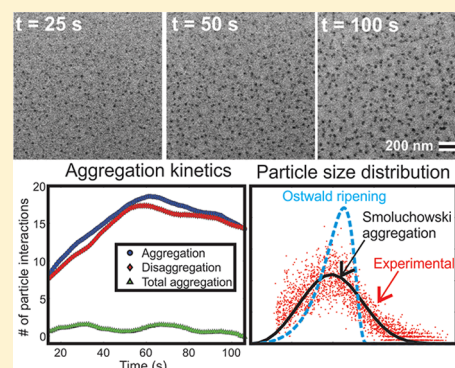 t = 25 s
t = 50 s
t = 100 s
200 nm
Aggregation kinetics
Particle size distribution
# of particle interactions
20
15
10
5
0
Aggregation
Disaggregation
Total aggregation
20
40
60
80
100
Time (s)
Ostwald ripening
Smoluchowski
aggregation
Experimental